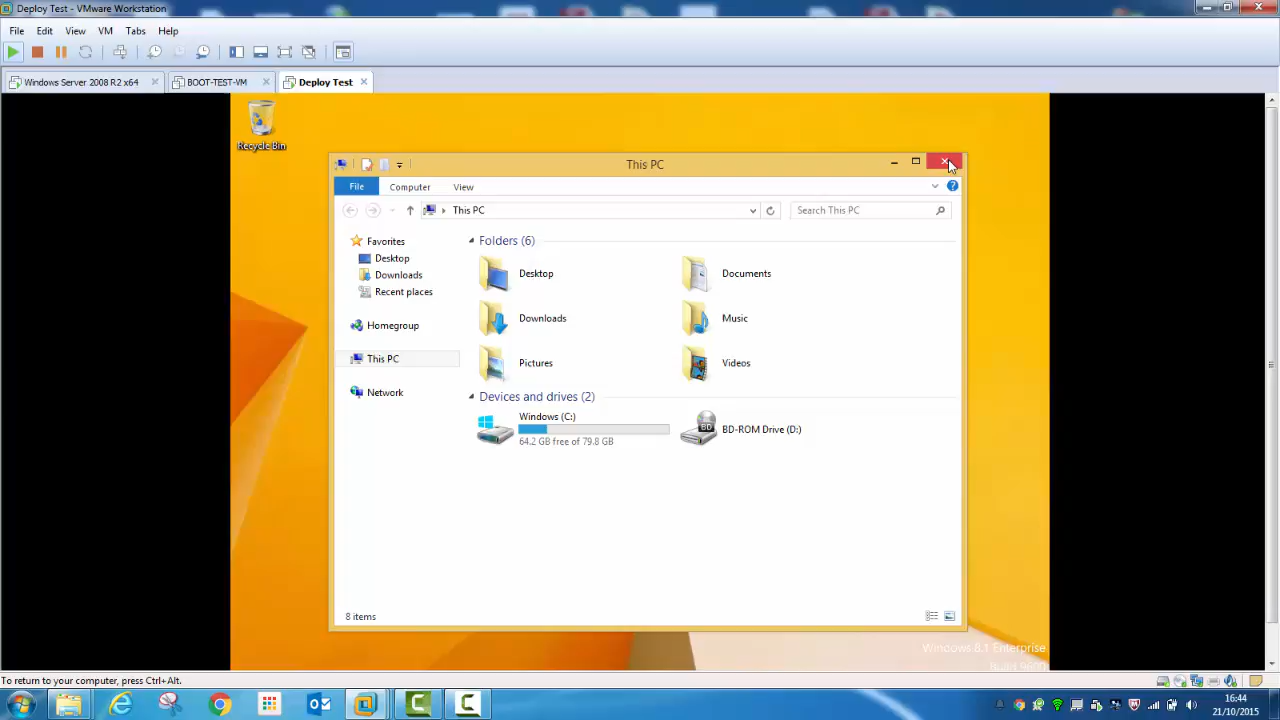 Deploy Test - VMware Workstation
File Edit View VM Tabs Help
Windows Server 2008 R2 x64 BOOT-TEST-VM Deploy Test
Recycle Bin
This PC
File Computer View
This PC Search This PC
Favorites
Desktop
Downloads
Recent places
Homegroup
This PC
Network
Folders (6)
Desktop Documents
Downloads Music
Pictures Videos
Devices and drives (2)
Windows (C:)
64.2 GB free of 79.8 GB
BD BD-ROM Drive (D:)
8 items
Windows 8.1 Enterprise
Build 9600
To return to your computer, press Ctrl+Alt.
16:44
21/10/2015